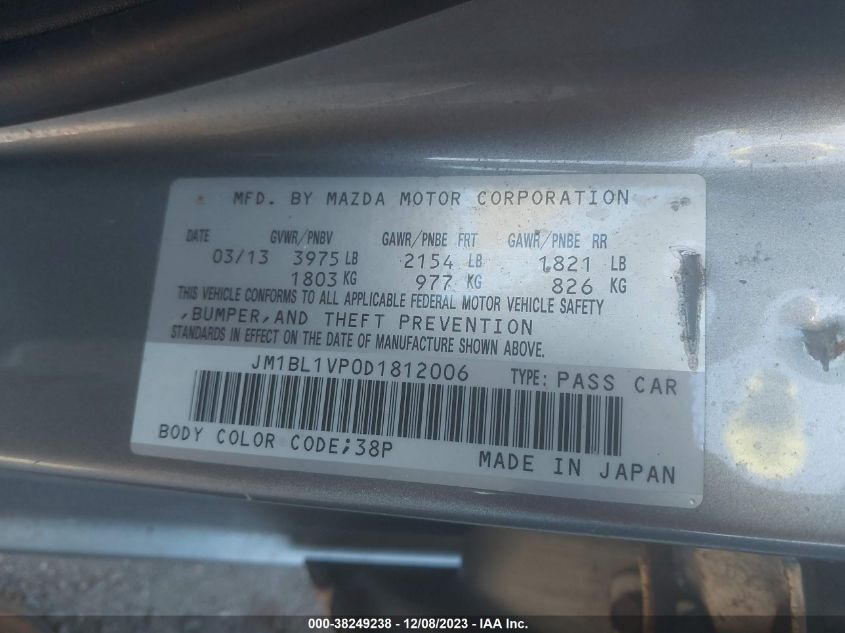 MFD. BY MAZDA MOTOR CORPORATION
DATE GVWR/PNBV GAWR/PNBE FRT GAWR/PNBE RR
03/13 3975 LB 2154 LB 1821 LB
1803 KG 977 KG 826 KG
THIS VEHICLE CONFORMS TO ALL APPLICABLE FEDERAL MOTOR VEHICLE SAFETY
,BUMPER,AND THEFT PREVENTION
STANDARDS IN EFFECT ON THE DATE OF MANUFACTURE SHOWN ABOVE.
JM1BL1VP0D1812006 TYPE: PASS CAR
BODY COLOR CODE;38P MADE IN JAPAN
000-38249238 - 12/08/2023 - IAA Inc.